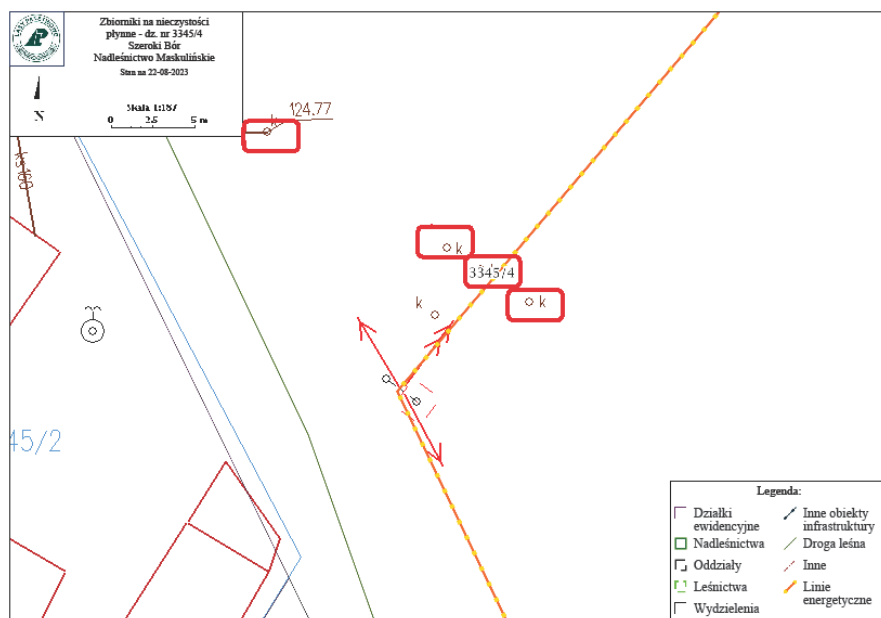 Zbiorniki na nieczystości
płynne - dz. nr 3345/4
Szeroki Bór
Nadleśnictwo Maskulińskie
Stan na 22-08-2023
N
Skala 1:187
0 2.5 5 m
k 124.77
ks160
k
3345/4
k
k
45/2
Legenda:
Działki
ewidencyjne
Nadleśnictwa
Oddziały
Leśnictwa
Wydzielenia
Inne obiekty
infrastruktury
Droga leśna
Inne
Linie
energetyczne